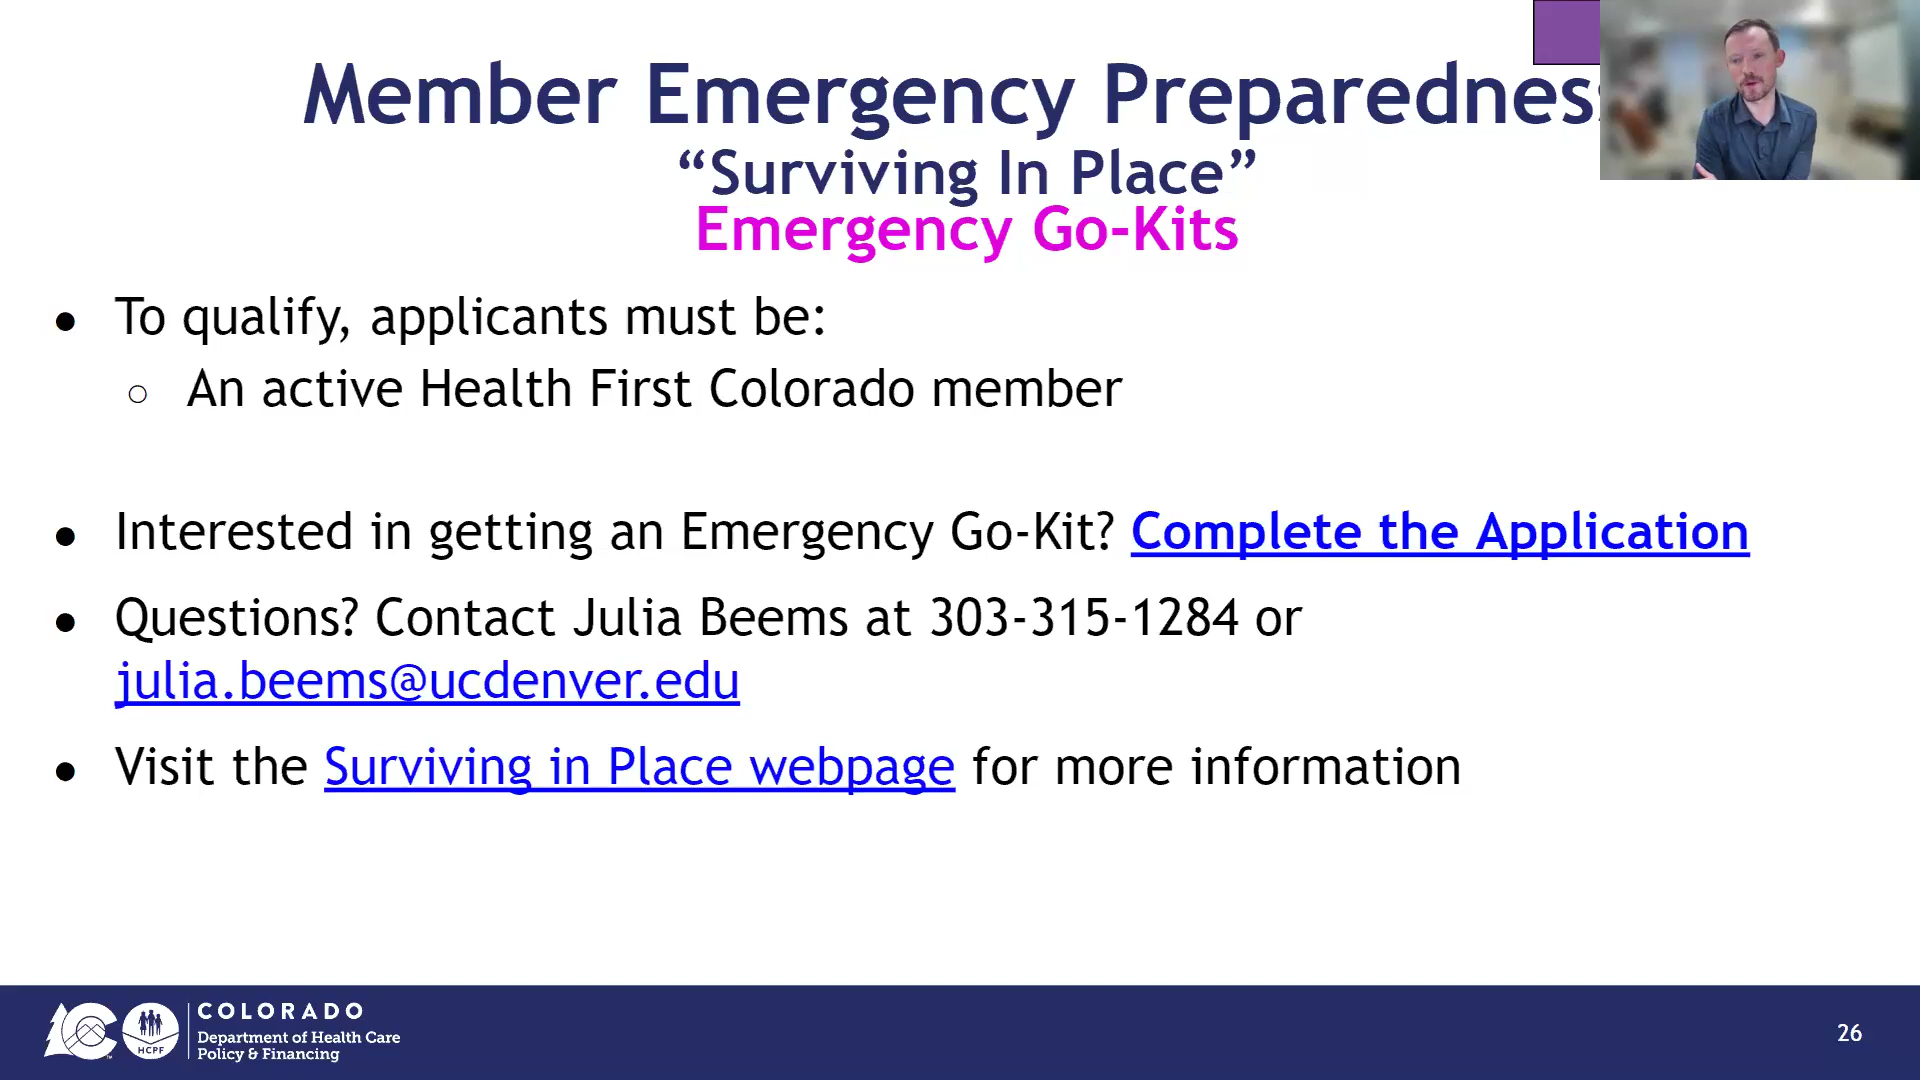 Member Emergency Preparedness
“Surviving In Place”
Emergency Go-Kits
● To qualify, applicants must be:
○ An active Health First Colorado member
● Interested in getting an Emergency Go-Kit? Complete the Application
● Questions? Contact Julia Beems at 303-315-1284 or
julia.beems@ucdenver.edu
● Visit the Surviving in Place webpage for more information
HCPF
COLORADO
Department of Health Care
Policy & Financing
26